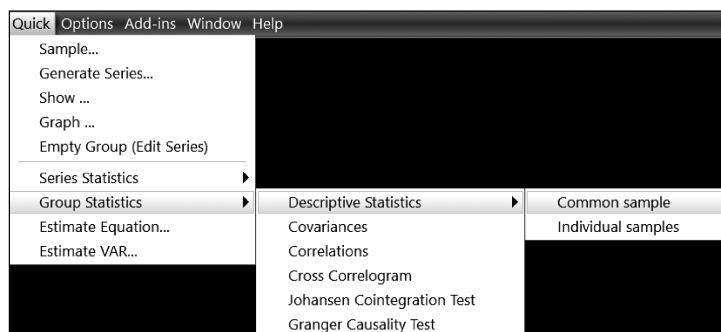 Quick Options Add-ins Window Help
Sample...
Generate Series...
Show ...
Graph ...
Empty Group (Edit Series)
Series Statistics
Group Statistics
Estimate Equation...
Estimate VAR...
Descriptive Statistics
Covariances
Correlations
Cross Correlogram
Johansen Cointegration Test
Granger Causality Test
Common sample
Individual samples